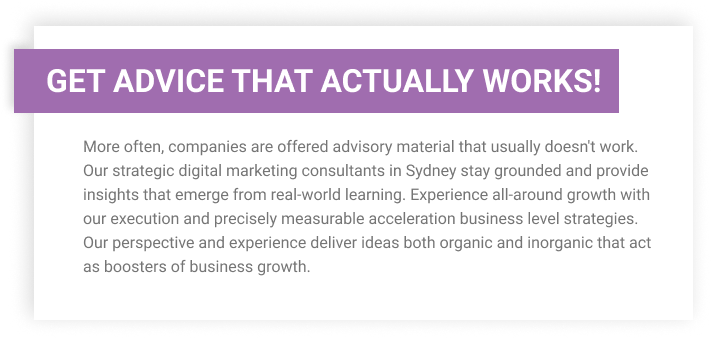 GET ADVICE THAT ACTUALLY WORKS!
More often, companies are offered advisory material that usually doesn't work.
Our strategic digital marketing consultants in Sydney stay grounded and provide
insights that emerge from real-world learning. Experience all-around growth with
our execution and precisely measurable acceleration business level strategies.
Our perspective and experience deliver ideas both organic and inorganic that act
as boosters of business growth.